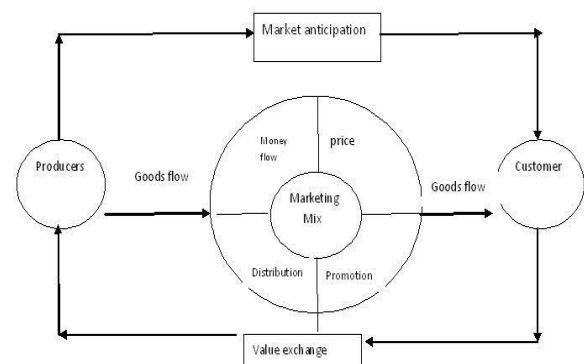 Market anticipation
Money
flow
price
Producers
Goods flow
Goods flow
Customer
Marketing
Mix
Distribution
Promotion
Value exchange